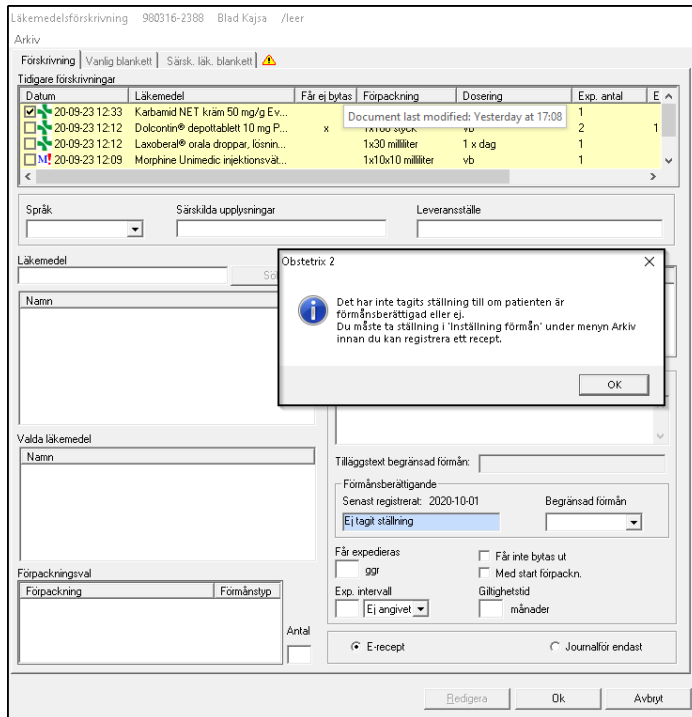 Läkemedelsförskrivning 980316-2388 Blad Kajsa /leer
Arkiv
Förskrivning Vanlig blankett Särsk. läk. blankett
Tidigare förskrivningar
Datum Läkemedel Får ej bytas Förpackning Dosering Exp. antal E
20-09-23 12:33 Karbamid NET kräm 50 mg/g Ev... 1
Document last modified: Yesterday at 17:08
20-09-23 12:12 Dolcontin® depottablett 10 mg P... x 1x100 styck vb 2 1
20-09-23 12:12 Laxoberal® orala droppar, lösnin... 1x30 milliliter 1 x dag 1
M! 20-09-23 12:09 Morphine Unimedic injektionsvät... 1x10x10 milliliter vb 1
Språk Särskilda upplysningar Leveransställe
Läkemedel
Sö
Namn
Obstetrix 2
Det har inte tagits ställning till om patienten är
förmånsberättigad eller ej.
Du måste ta ställning i 'Inställning förmån' under menyn Arkiv
innan du kan registrera ett recept.
OK
Valda läkemedel
Namn
Tilläggstext begränsad förmån:
Förmånsberättigande
Senast registrerat: 2020-10-01 Begränsad förmån
Ej tagit ställning
Får expedieras
ggr
Får inte bytas ut
Med start förpackn.
Exp. intervall Giltighetstid
Ej angivet månader
Förpackningsval
Förpackning Förmånstyp
Antal
E-recept Journalför endast
Redigera Ok Avbryt